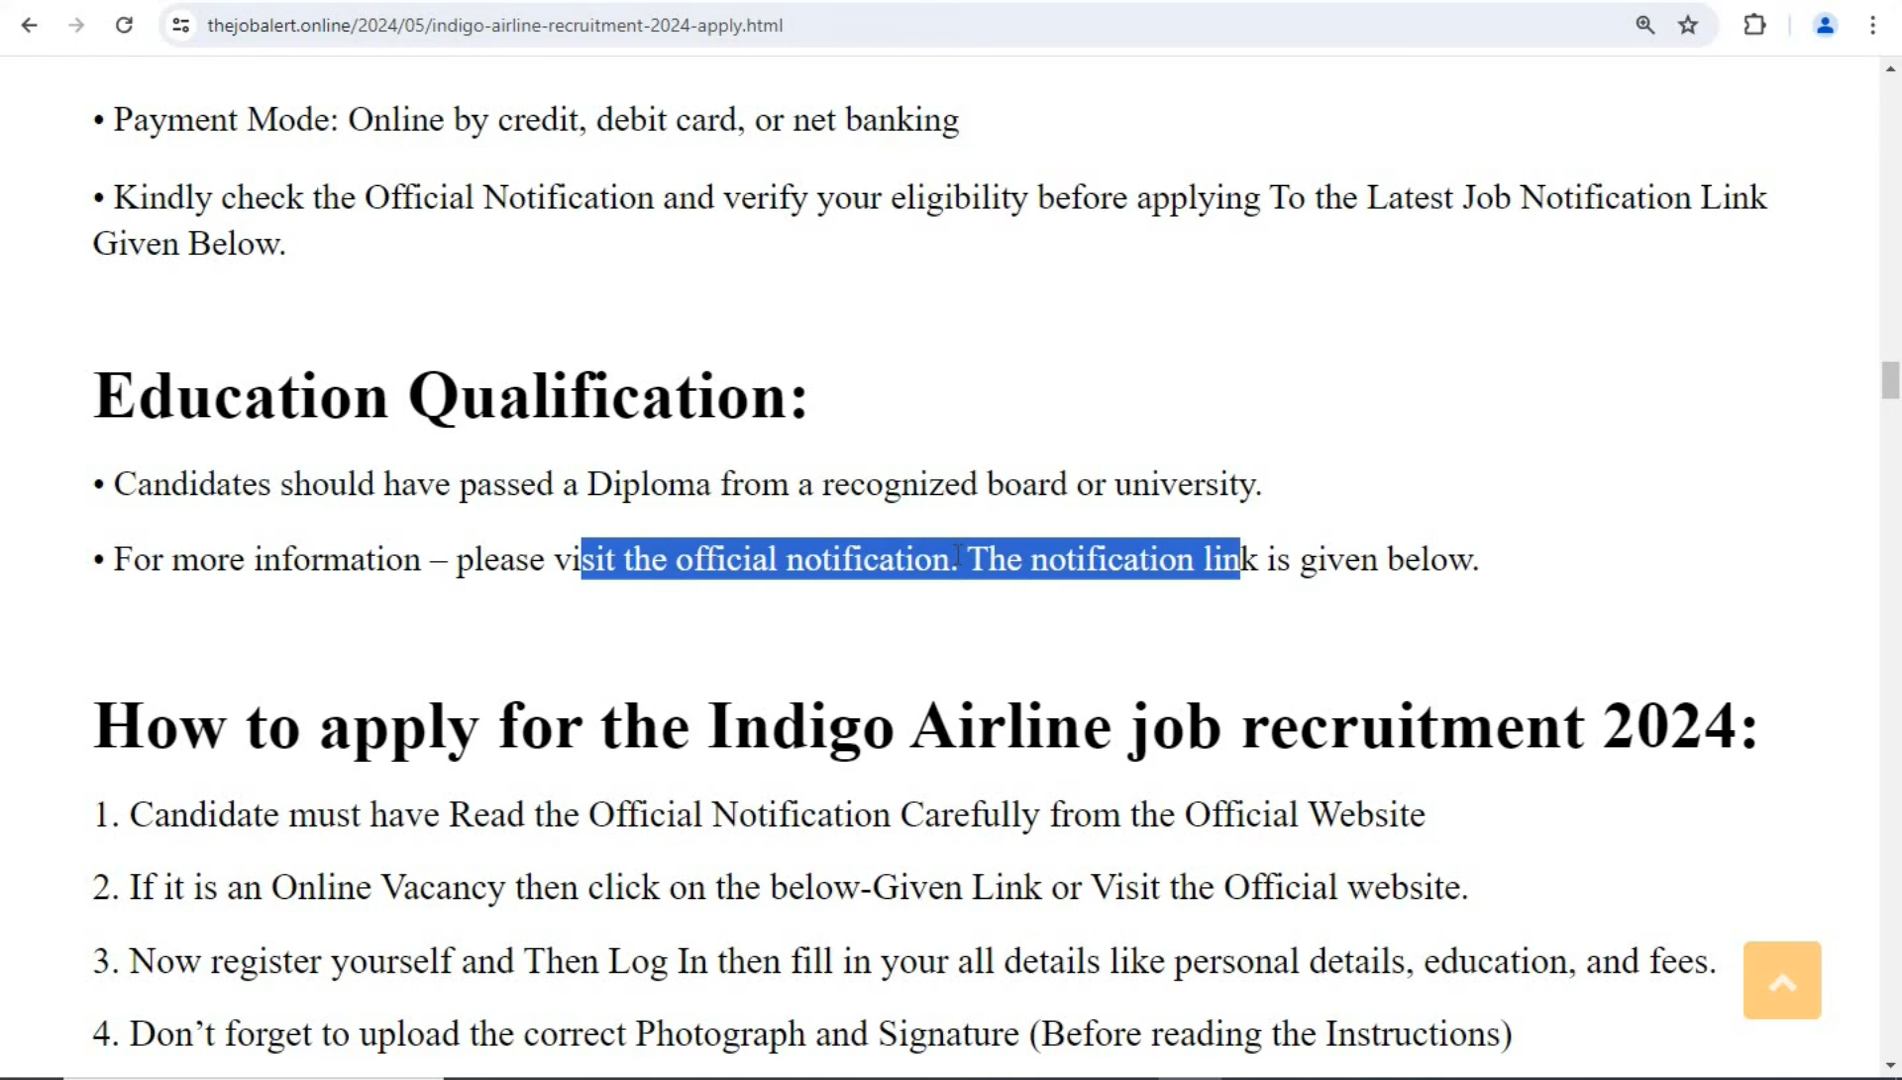 thejobalert.online/2024/05/indigo-airline-recruitment-2024-apply.html
• Payment Mode: Online by credit, debit card, or net banking
• Kindly check the Official Notification and verify your eligibility before applying To the Latest Job Notification Link
Given Below.
Education Qualification:
• Candidates should have passed a Diploma from a recognized board or university.
• For more information – please visit the official notification. The notification link is given below.
How to apply for the Indigo Airline job recruitment 2024:
1. Candidate must have Read the Official Notification Carefully from the Official Website
2. If it is an Online Vacancy then click on the below-Given Link or Visit the Official website.
3. Now register yourself and Then Log In then fill in your all details like personal details, education, and fees.
4. Don’t forget to upload the correct Photograph and Signature (Before reading the Instructions)